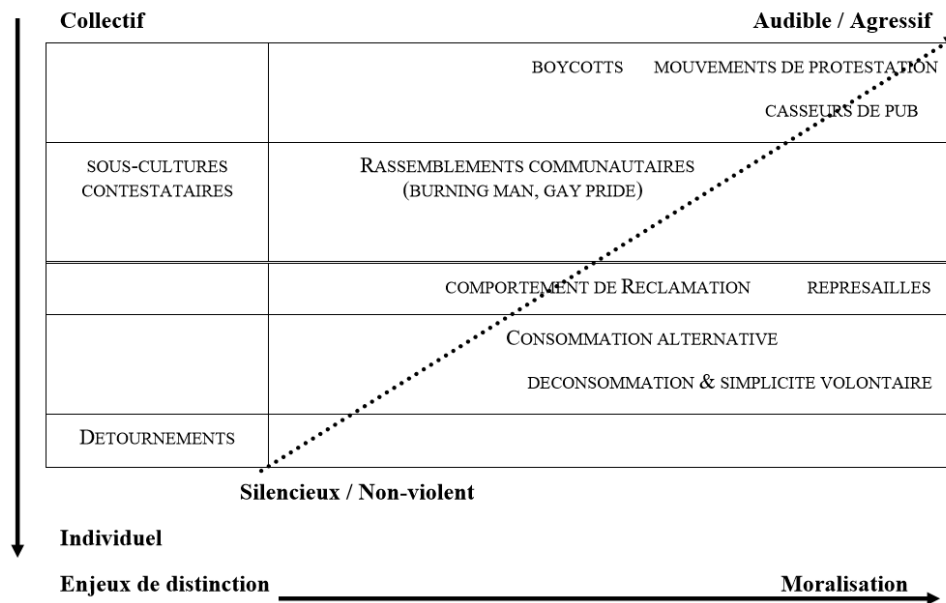 Collectif Audible / Agressif
BOYCOTTS MOUVEMENTS DE PROTESTATION
CASSEURS DE PUB
SOUS-CULTURES CONTESTATAIRES
RASSEMBLEMENTS COMMUNAUTAIRES
(BURNING MAN, GAY PRIDE)
COMPORTEMENT DE RECLAMATION REPRESAILLES
CONSOMMATION ALTERNATIVE
DECONSOMMATION & SIMPLICITE VOLONTAIRE
DETOURNEMENTS
Silencieux / Non-violent
Individuel
Enjeux de distinction Moralisation